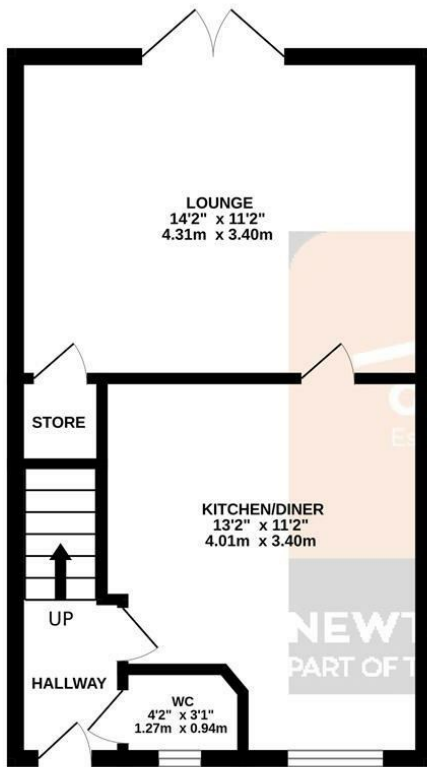 LOUNGE
14'2" x 11'2"
4.31m x 3.40m
STORE
KITCHEN/DINER
13'2" x 11'2"
4.01m x 3.40m
UP
HALLWAY
WC
4'2" x 3'1"
1.27m x 0.94m
PART OF